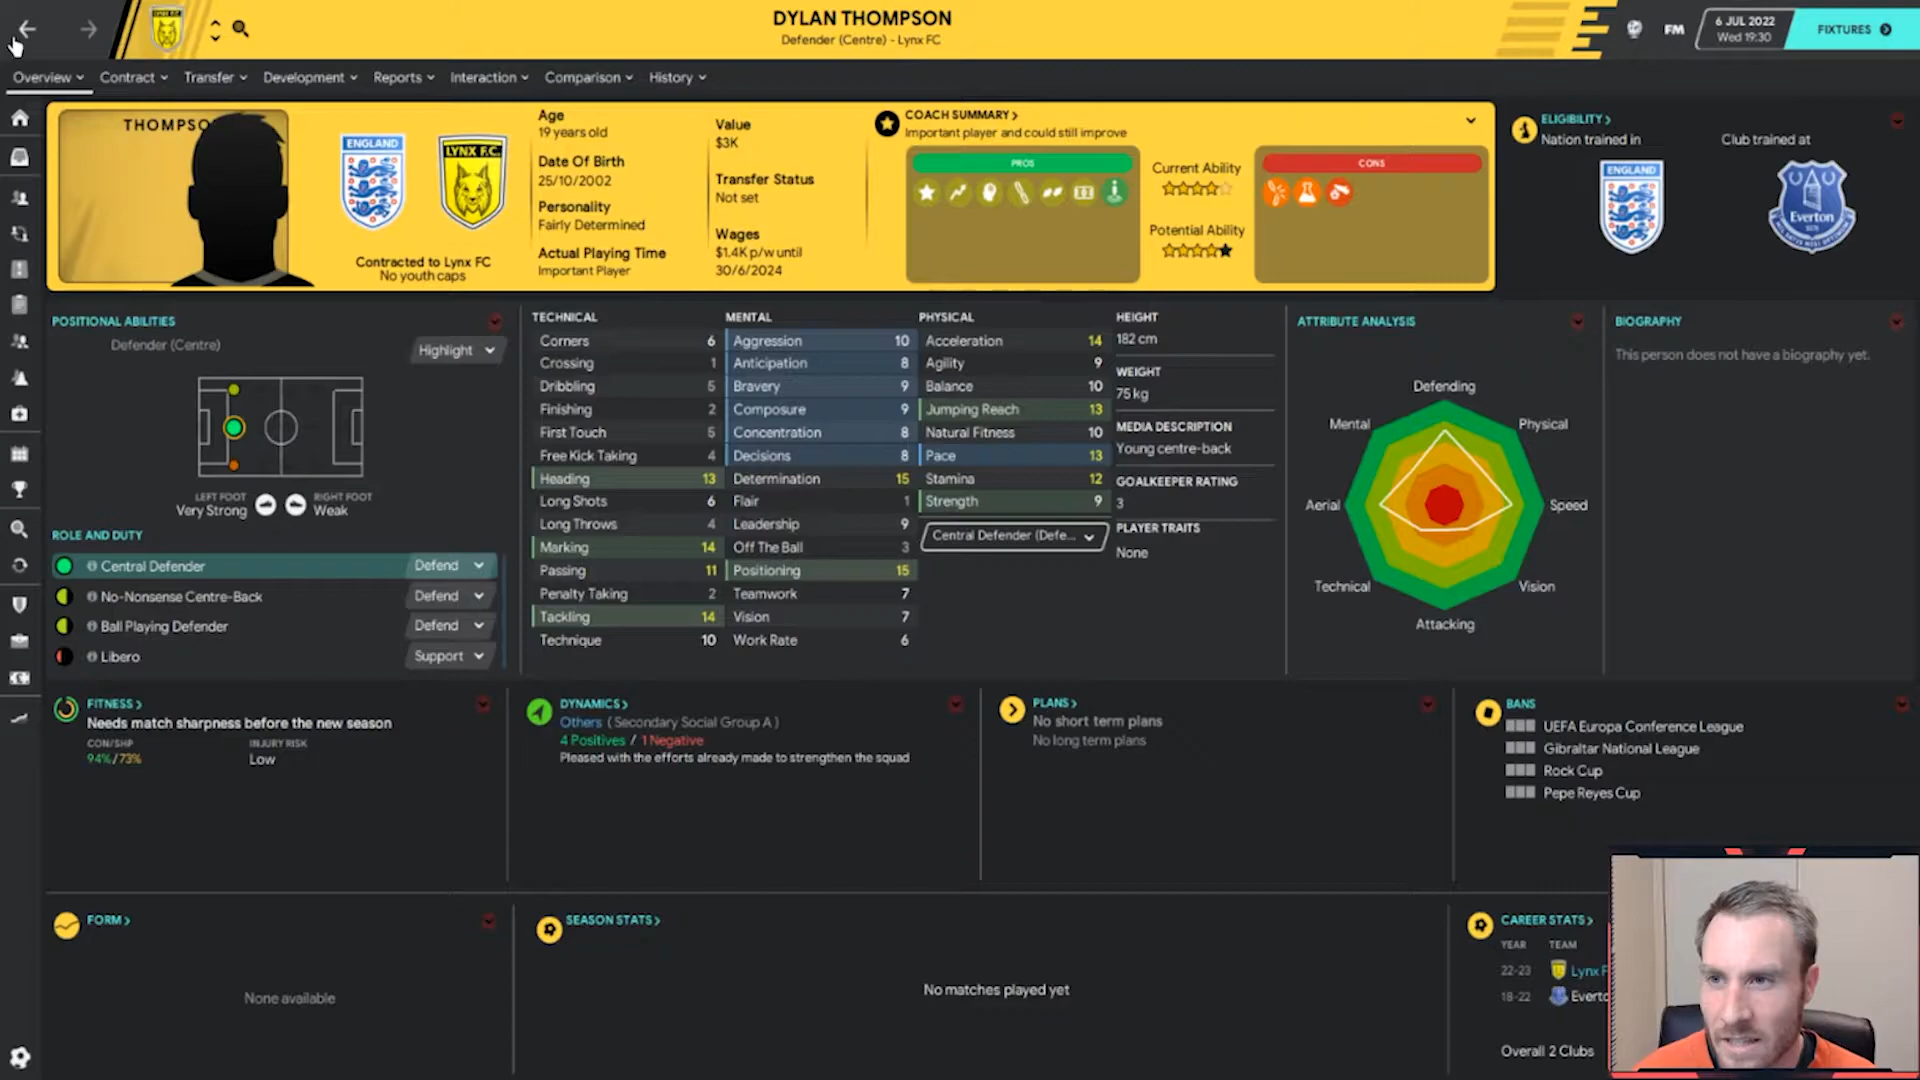 LYNX FC
DYLAN THOMPSON
Defender (Centre) - Lynx FC
FM
6 JUL 2022
Wed 19:30
FIXTURES
Overview
Contract
Transfer
Development
Reports
Interaction
Comparison
History
THOMPSO
ENGLAND
LYNX F.C.
Contracted to Lynx FC
No youth caps
Age
19 years old
Date Of Birth
25/10/2002
Personality
Fairly Determined
Actual Playing Time
Important Player
Value
$3K
Transfer Status
Not set
Wages
$1.4K p/w until
30/6/2024
COACH SUMMARY
Important player and could still improve
PROS
Current Ability
Potential Ability
CONS
ELIGIBILITY
Nation trained in
Club trained at
ENGLAND
Everton
POSITIONAL ABILITIES
Defender (Centre)
Highlight
LEFT FOOT
Very Strong
RIGHT FOOT
Weak
ROLE AND DUTY
Central Defender Defend
No-Nonsense Centre-Back Defend
Ball Playing Defender Defend
Libero Support
TECHNICAL
Corners 6
Crossing 1
Dribbling 5
Finishing 2
First Touch 5
Free Kick Taking 4
Heading 13
Long Shots 6
Long Throws 4
Marking 14
Passing 11
Penalty Taking 2
Tackling 14
Technique 10
MENTAL
Aggression 10
Anticipation 8
Bravery 9
Composure 9
Concentration 8
Decisions 8
Determination 15
Flair 1
Leadership 9
Off The Ball 3
Positioning 15
Teamwork 7
Vision 7
Work Rate 6
PHYSICAL
Acceleration 14
Agility 9
Balance 10
Jumping Reach 13
Natural Fitness 10
Pace 13
Stamina 12
Strength 9
Central Defender (Defe...
HEIGHT
182 cm
WEIGHT
75 kg
MEDIA DESCRIPTION
Young centre-back
GOALKEEPER RATING
3
PLAYER TRAITS
None
ATTRIBUTE ANALYSIS
Defending
Mental
Physical
Aerial
Speed
Technical
Vision
Attacking
BIOGRAPHY
This person does not have a biography yet.
FITNESS
Needs match sharpness before the new season
CON/SHP
94%/73%
INJURY RISK
Low
DYNAMICS
Others (Secondary Social Group A)
4 Positives / 1 Negative
Pleased with the efforts already made to strengthen the squad
PLANS
No short term plans
No long term plans
BANS
UEFA Europa Conference League
Gibraltar National League
Rock Cup
Pepe Reyes Cup
FORM
None available
SEASON STATS
No matches played yet
CAREER STATS
YEAR TEAM
22-23 Lynx F
18-22 Everto
Overall 2 Clubs